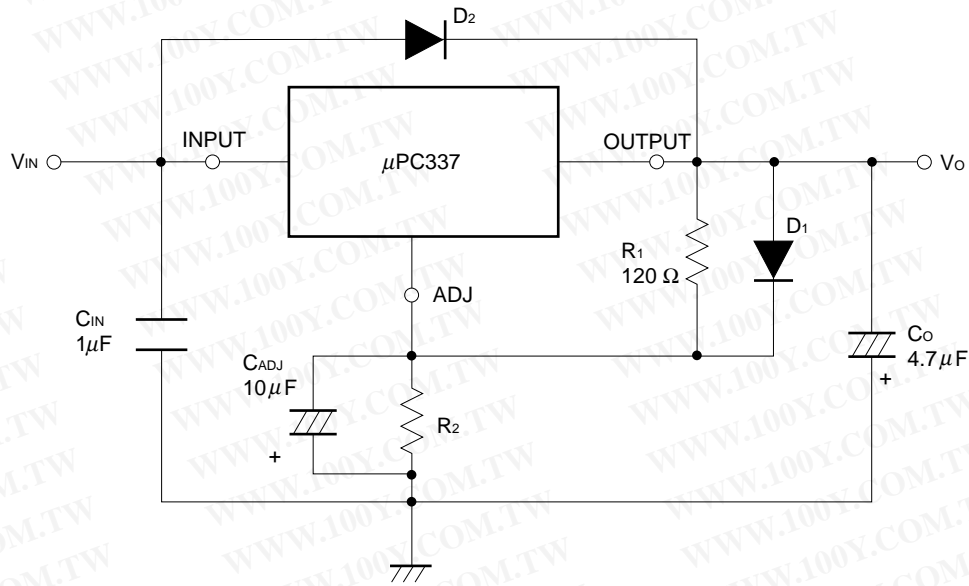 D2
INPUT
OUTPUT
VIN
μPC337
VO
D1
R1
120 Ω
ADJ
CIN
1μF
CADJ
10μF
CO
4.7μF
R2
+
+
WWW.100Y.COM.TW